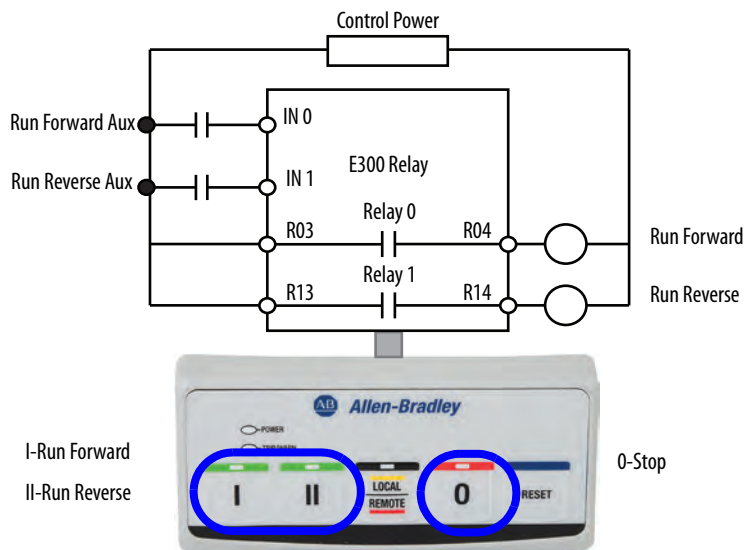 Control Power
Run Forward Aux
IN 0
Run Reverse Aux
IN 1
E300 Relay
Relay 0
R03
R04
Run Forward
Relay 1
R13
R14
Run Reverse
AB Allen-Bradley
POWER
I-Run Forward
0-Stop
II-Run Reverse
I
II
LOCAL
REMOTE
0
RESET